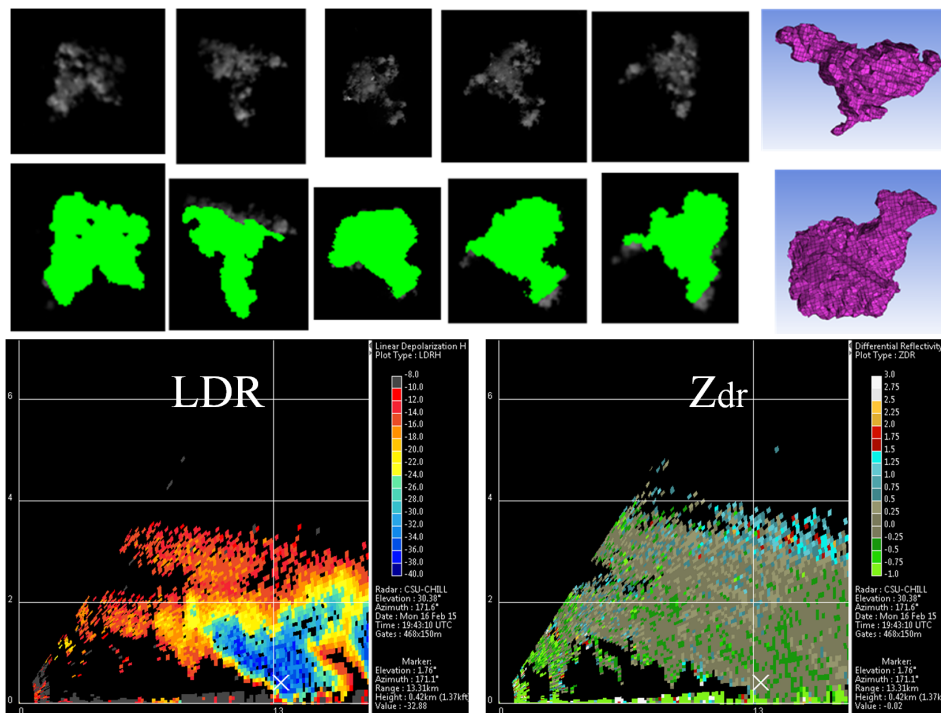 LDR
Linear Depolarization H
Plot Type : LDRH
-8.0
-10.0
-12.0
-14.0
-16.0
-18.0
-20.0
-22.0
-24.0
-26.0
-28.0
-30.0
-32.0
-34.0
-36.0
-38.0
-40.0
6
4
2
0
0
13
Radar : CSU-CHILL
Elevation : 30.38°
Azimuth : 171.6°
Date : Mon 16 Feb 15
Time : 19:43:10 UTC
Gates : 468x150m
Marker:
Elevation : 1.76°
Azimuth : 171.1°
Range : 13.31km
Height : 0.42km (1.37kft
Value : -32.88
Zdr
Differential Reflectivity
Plot Type : ZDR
3.0
2.75
2.5
2.25
2.0
1.75
1.5
1.25
1.0
0.75
0.5
0.25
0.0
-0.25
-0.5
-0.75
-1.0
6
4
2
0
0
13
Radar : CSU-CHILL
Elevation : 30.38°
Azimuth : 171.6°
Date : Mon 16 Feb 15
Time : 19:43:10 UTC
Gates : 468x150m
Marker:
Elevation : 1.76°
Azimuth : 171.1°
Range : 13.31km
Height : 0.42km (1.37k
Value : -0.02